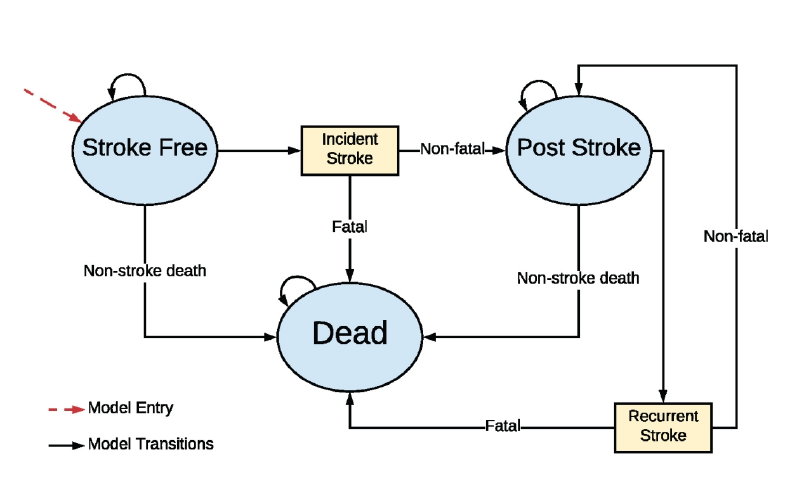 Stroke Free
Incident
Stroke
Non-fatal
Post Stroke
Fatal
Non-fatal
Non-stroke death
Non-stroke death
Dead
Model Entry
Recurrent
Stroke
Fatal
Model Transitions